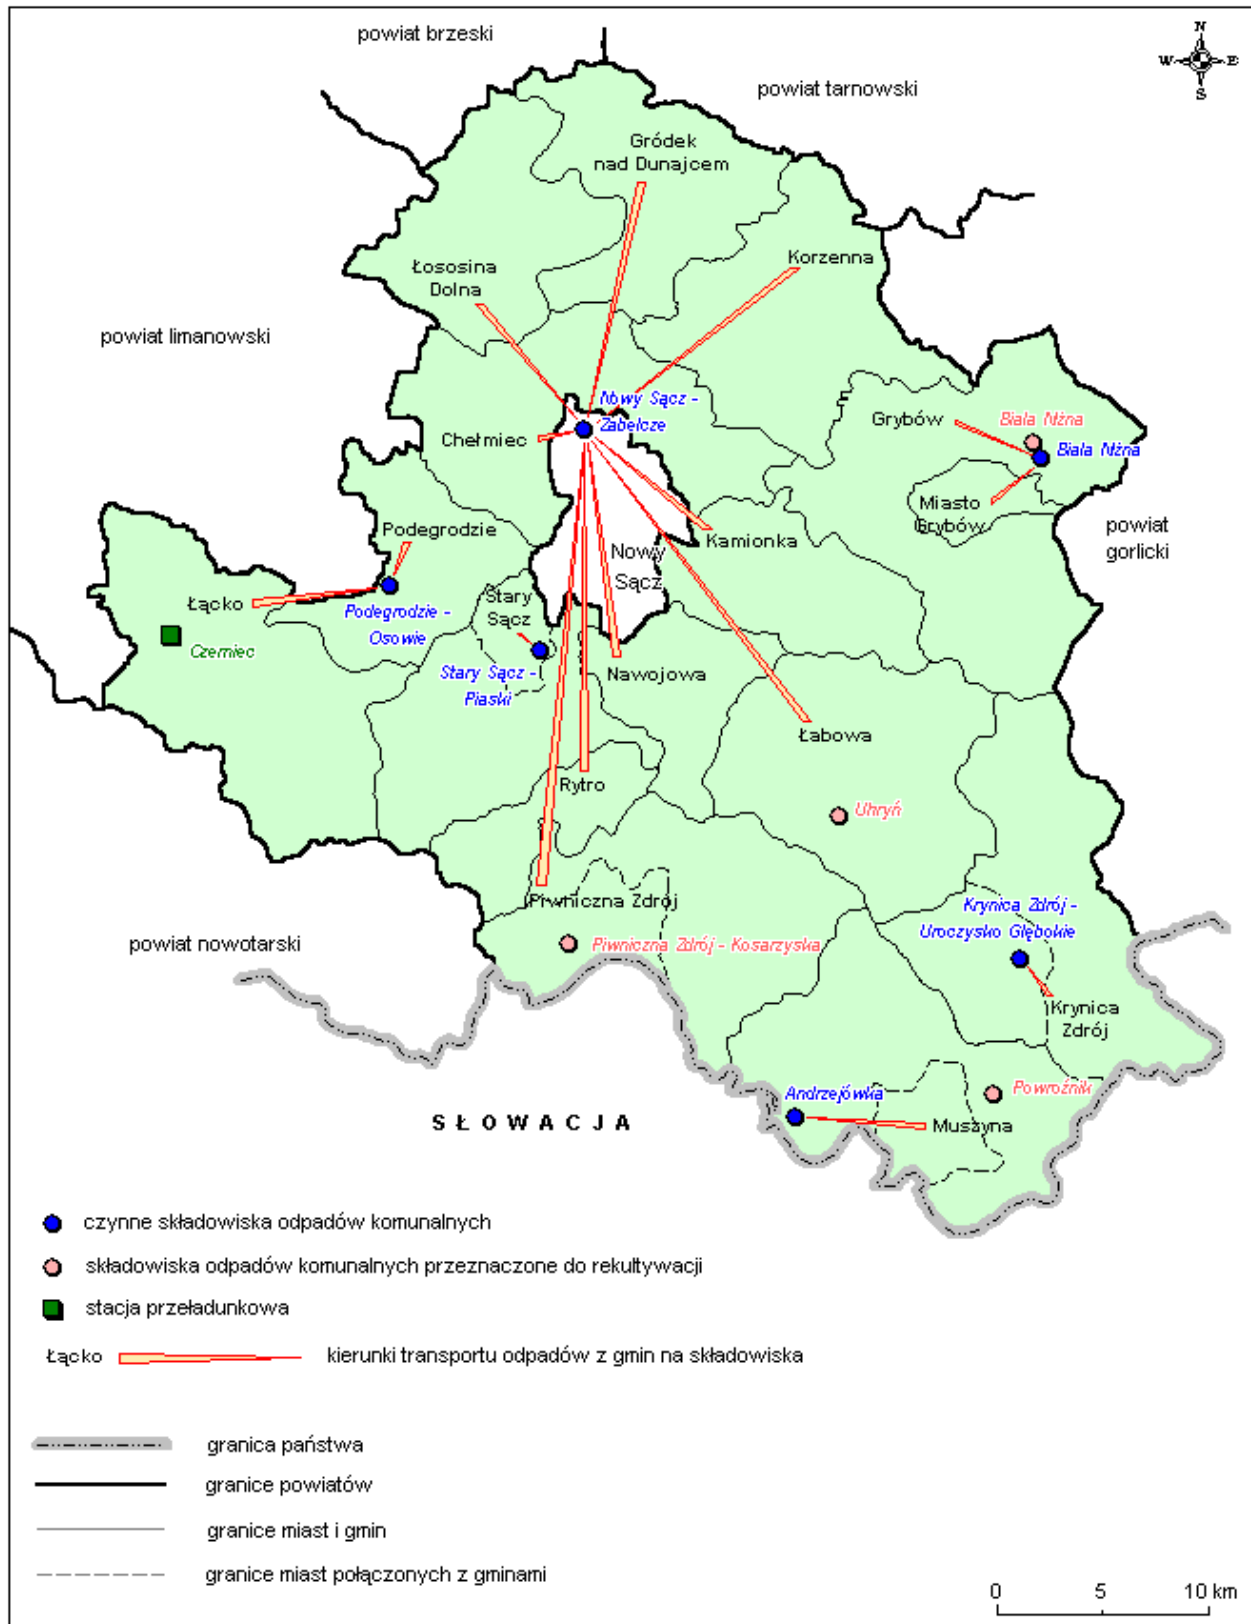 powiat brzeski
N
W E
S
powiat tarnowski
Gródek
nad Dunajcem
Korzenna
Łososina
Dolna
powiat limanowski
Nowy Sącz -
Zabełcze
Chełmiec
Grybów
Biała Niżna
Biała Niżna
Miasto
Grybów
powiat
gorlicki
Podegrodzie
Kamionka
Nowy
Sącz
Łącko
Podegrodzie -
Osowie
Stary
Sącz
Czerniec
Stary Sącz -
Piaski
Nawojowa
Łabowa
Rytro
Uhryń
Piwniczna Zdrój
Krynica Zdrój -
Uroczysko Głębokie
powiat nowotarski
Piwniczna Zdrój - Kosarzyska
Krynica
Zdrój
Andrzejówka
Powroźnik
SŁOWACJA
Muszyna
czynne składowiska odpadów komunalnych
składowiska odpadów komunalnych przeznaczone do rekultywacji
stacja przeładunkowa
Łącko kierunki transportu odpadów z gmin na składowiska
granica państwa
granice powiatów
granice miast i gmin
granice miast połączonych z gminami
0 5 10 km